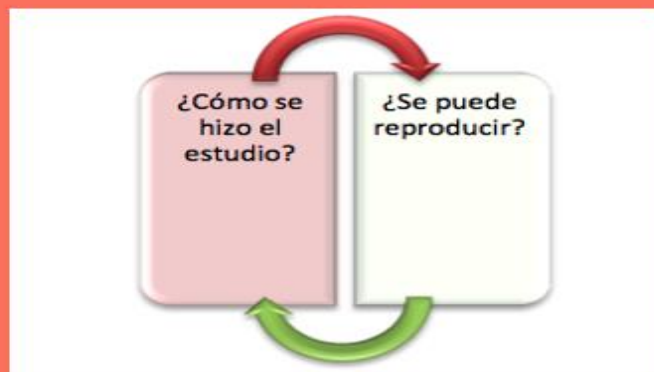 ¿Cómo se
hizo el
estudio?
¿Se puede
reproducir?